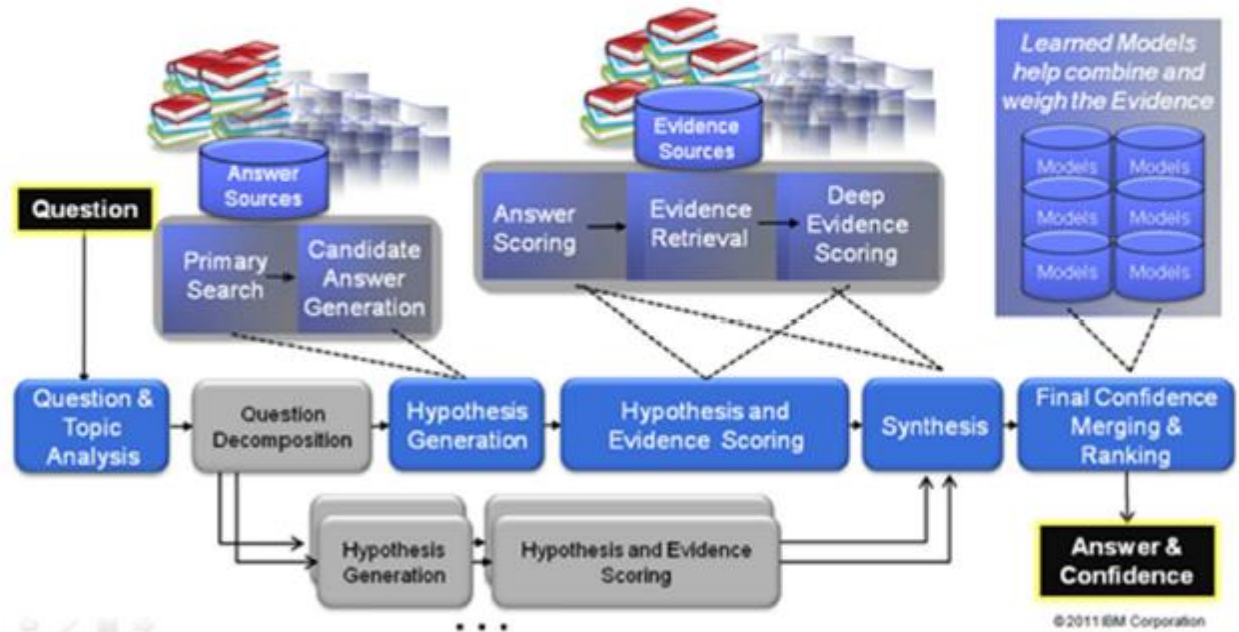 Learned Models
help combine and
weigh the Evidence
Models
Models
Models
Models
Models
Models
Answer
Sources
Evidence
Sources
Question
Primary
Search
Candidate
Answer
Generation
Answer
Scoring
Evidence
Retrieval
Deep
Evidence
Scoring
Question &
Topic
Analysis
Question
Decomposition
Hypothesis
Generation
Hypothesis and
Evidence Scoring
Synthesis
Final Confidence
Merging &
Ranking
Hypothesis
Generation
Hypothesis and Evidence
Scoring
. . .
Answer &
Confidence
©2011 IBM Corporation